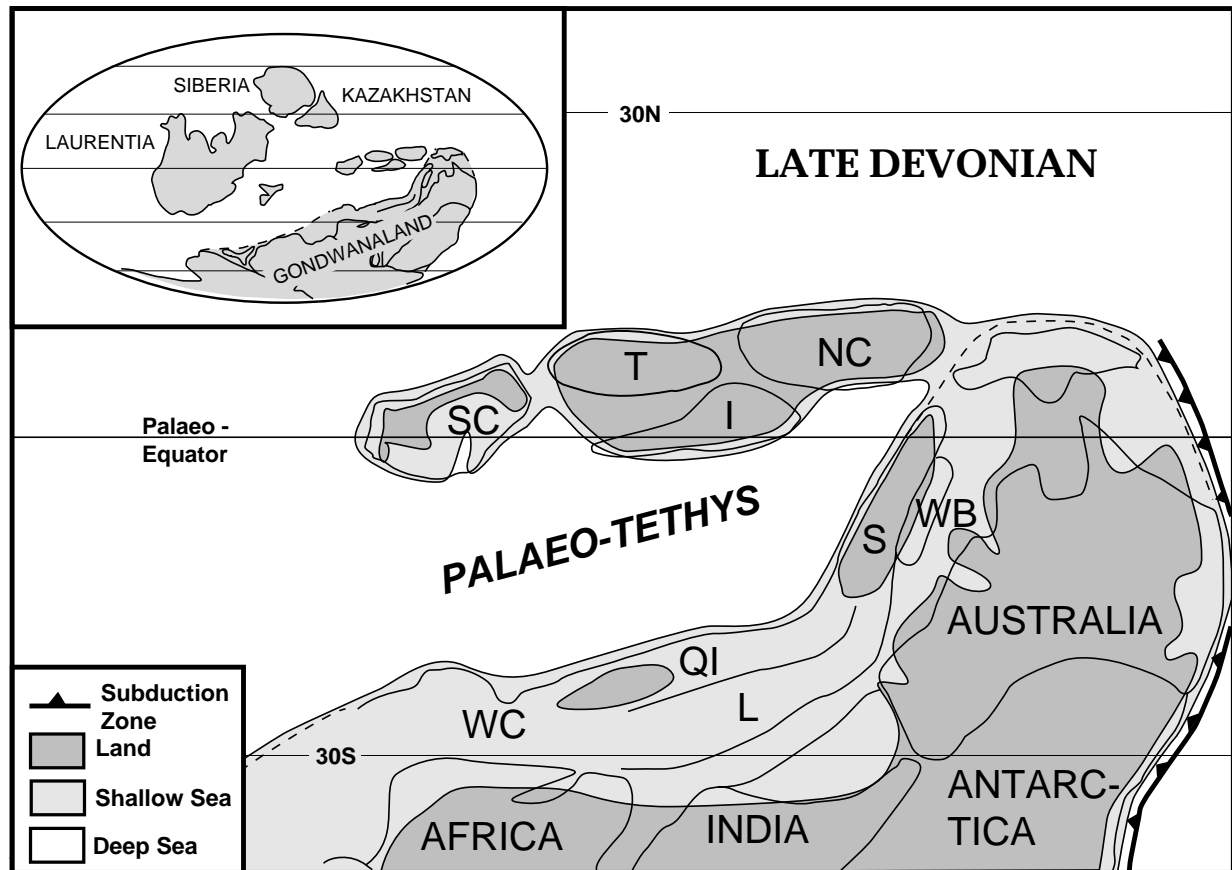 SIBERIA
KAZAKHSTAN
LAURENTIA
GONDWANALAND
30N
LATE DEVONIAN
T
NC
SC
I
Palaeo -
Equator
PALAEO-TETHYS
S
WB
AUSTRALIA
QI
L
WC
30S
ANTARC-
TICA
AFRICA
INDIA
Subduction
Zone
Land
Shallow Sea
Deep Sea